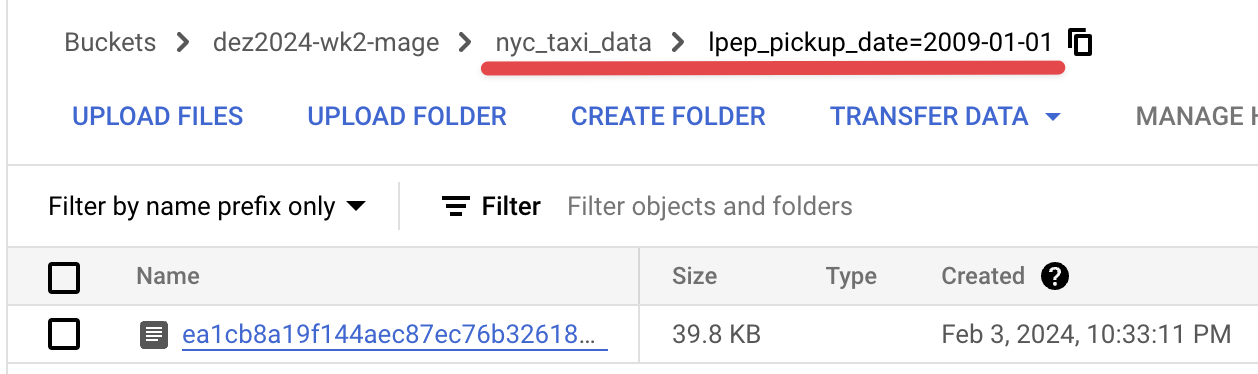 Buckets > dez2024-wk2-mage > nyc_taxi_data > lpep_pickup_date=2009-01-01
UPLOAD FILES UPLOAD FOLDER CREATE FOLDER TRANSFER DATA MANAGE H
Filter by name prefix only Filter Filter objects and folders
Name Size Type Created ?
ea1cb8a19f144aec87ec76b32618... 39.8 KB Feb 3, 2024, 10:33:11 PM